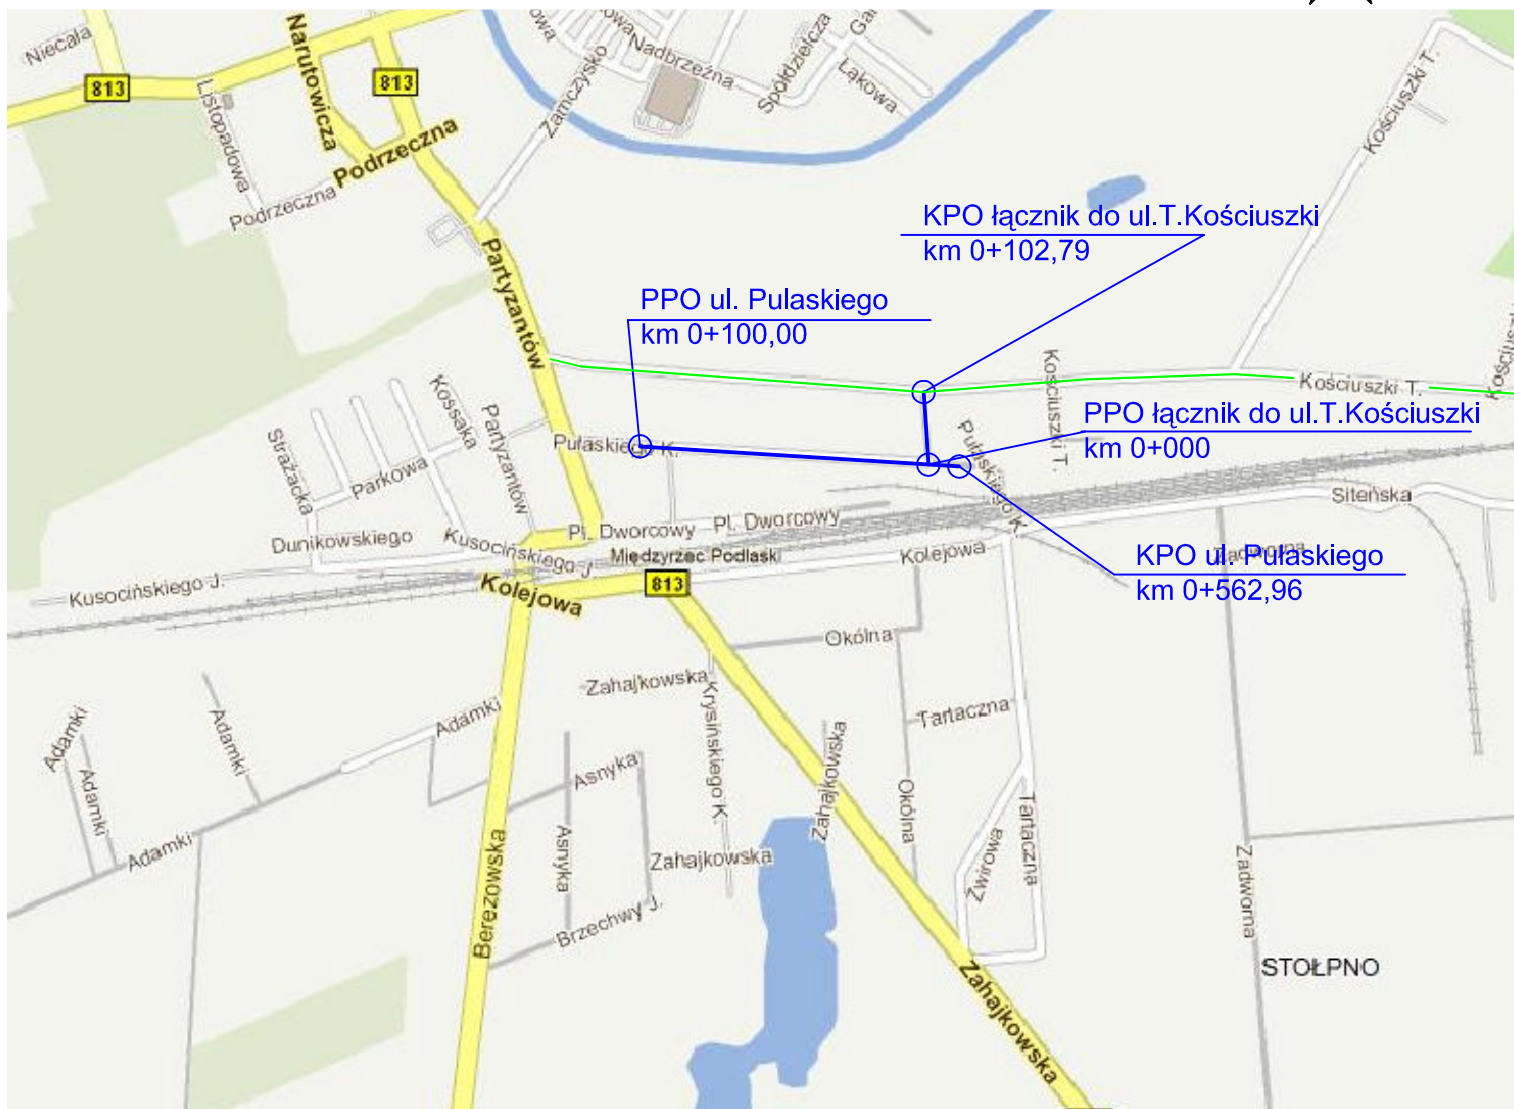 Niecała
813
Listopadowa
Narutowicza
813
Podrzeczna
Podrzeczna
Zamczysko
Nadbrzeżna
Spółdzielcza
Łąkowa
Kościuszki T.
Partyzantów
KPO łącznik do ul.T.Kościuszki
km 0+102,79
PPO ul. Pulaskiego
km 0+100,00
Kościuszki T.
Kościuszki T.
PPO łącznik do ul.T.Kościuszki
km 0+000
Kossaka
Partyzantów
Pułaskiego K.
Pułaskiego K.
Strażacka
Parkowa
Dunikowskiego
Kusocińskiego J.
Kusocińskiego J
Pl. Dworcowy
Pl. Dworcowy
Międzyrzec Podlaski
Kolejowa
813
Kolejowa
Siteńska
KPO ul. Pułaskiego
km 0+562,96
Okólna
Zahajkowska
Krysińskiego K.
Tartaczna
Adamki
Adamki
Adamki
Adamki
Adamki
Asnyka
Asnyka
Zahajkowska
Okólna
Tartaczna
Żwirowa
Zahajkowska
Brzechwy J.
Berezowska
Zadworna
Zahajkowska
STOŁPNO